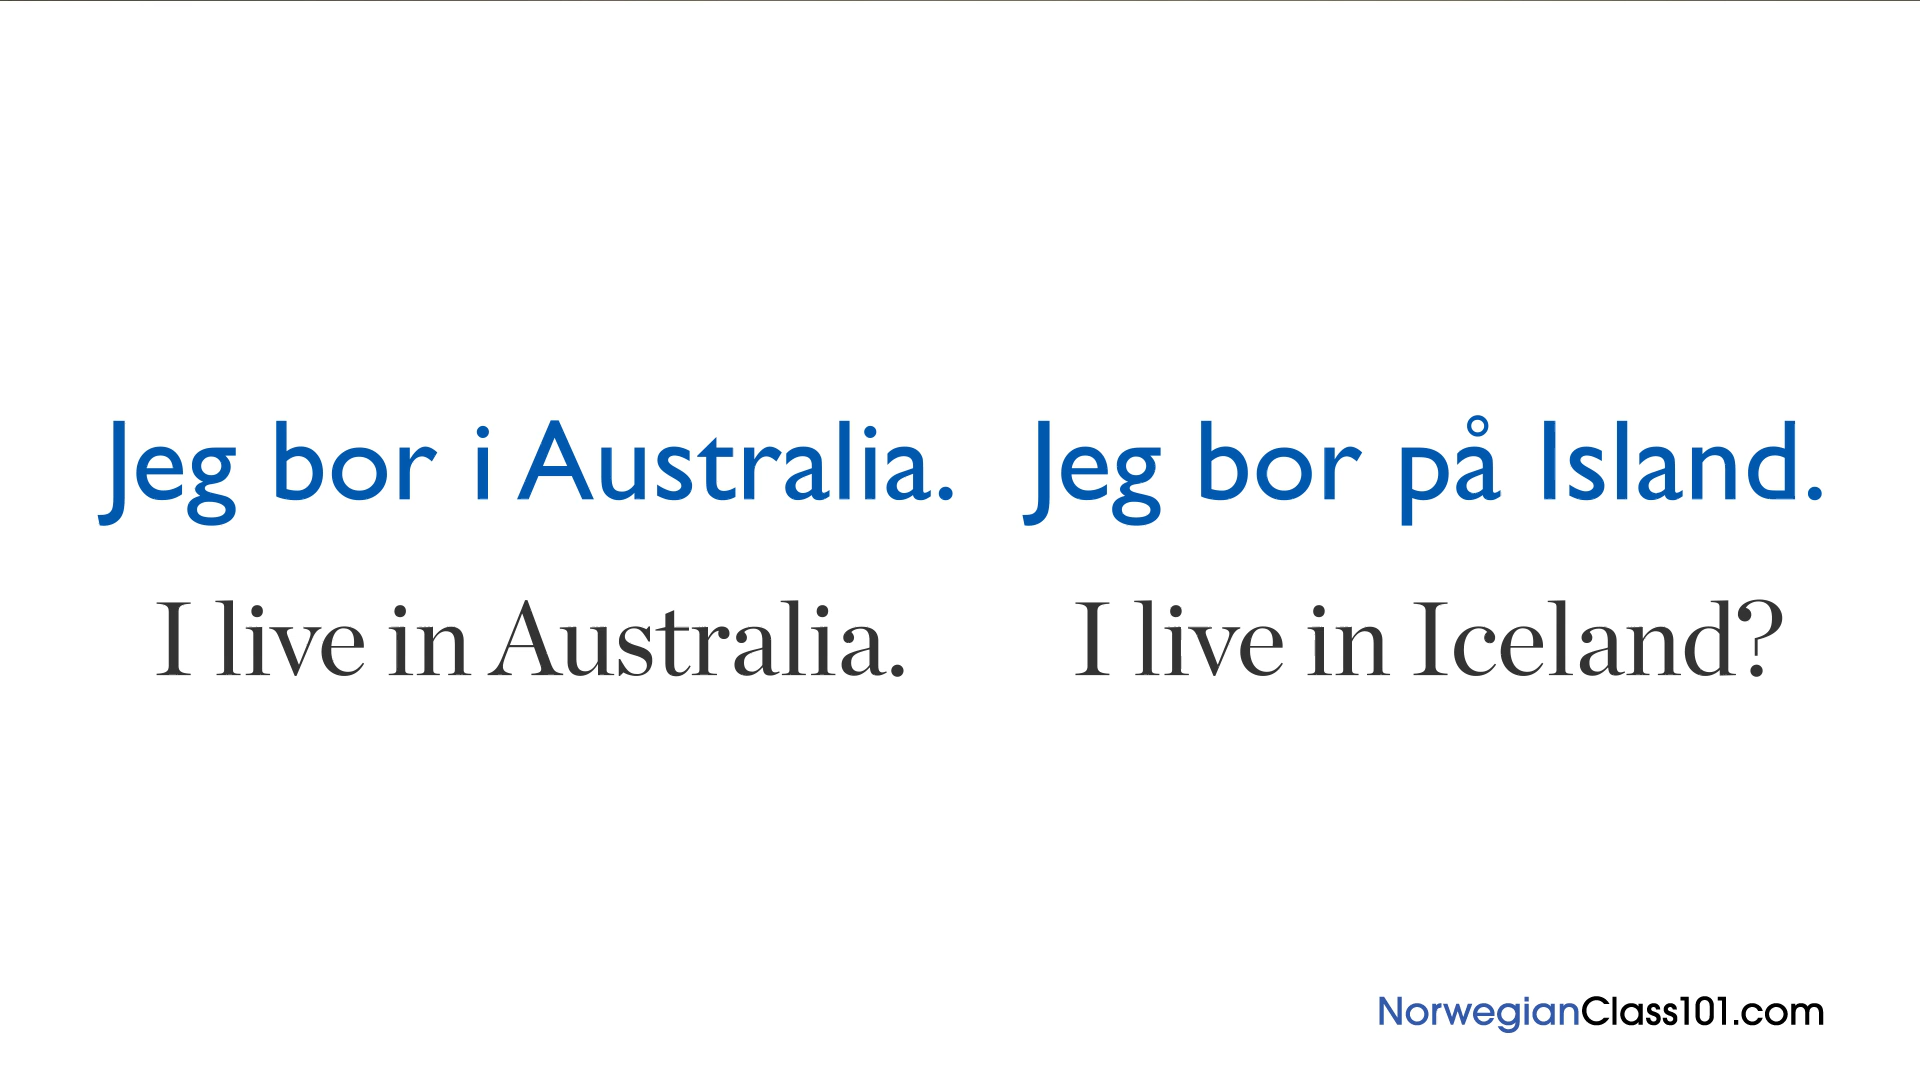 Jeg bor i Australia.
I live in Australia.
Jeg bor på Island.
I live in Iceland?
NorwegianClass101.com